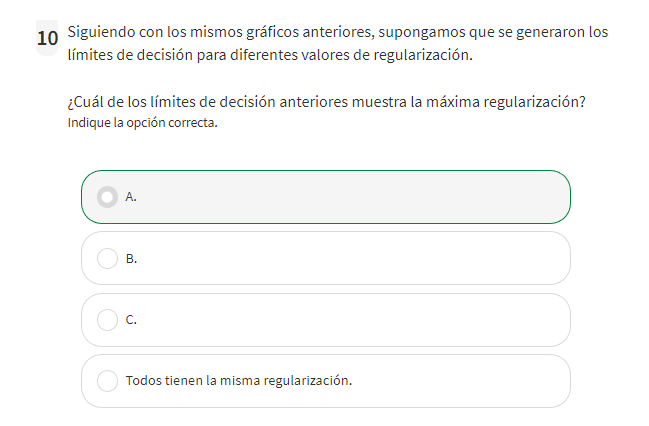 10 Siguiendo con los mismos gráficos anteriores, supongamos que se generaron los
límites de decisión para diferentes valores de regularización.
¿Cuál de los límites de decisión anteriores muestra la máxima regularización?
Indique la opción correcta.
A.
B.
C.
Todos tienen la misma regularización.